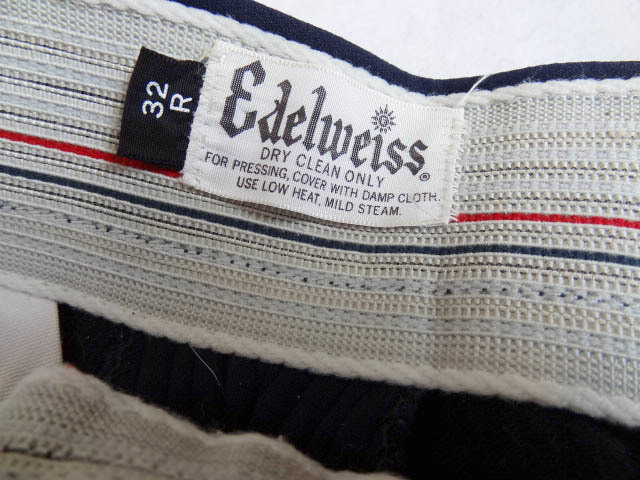 32
R
Edelweiss®
DRY CLEAN ONLY
FOR PRESSING, COVER WITH DAMP CLOTH.
USE LOW HEAT. MILD STEAM.